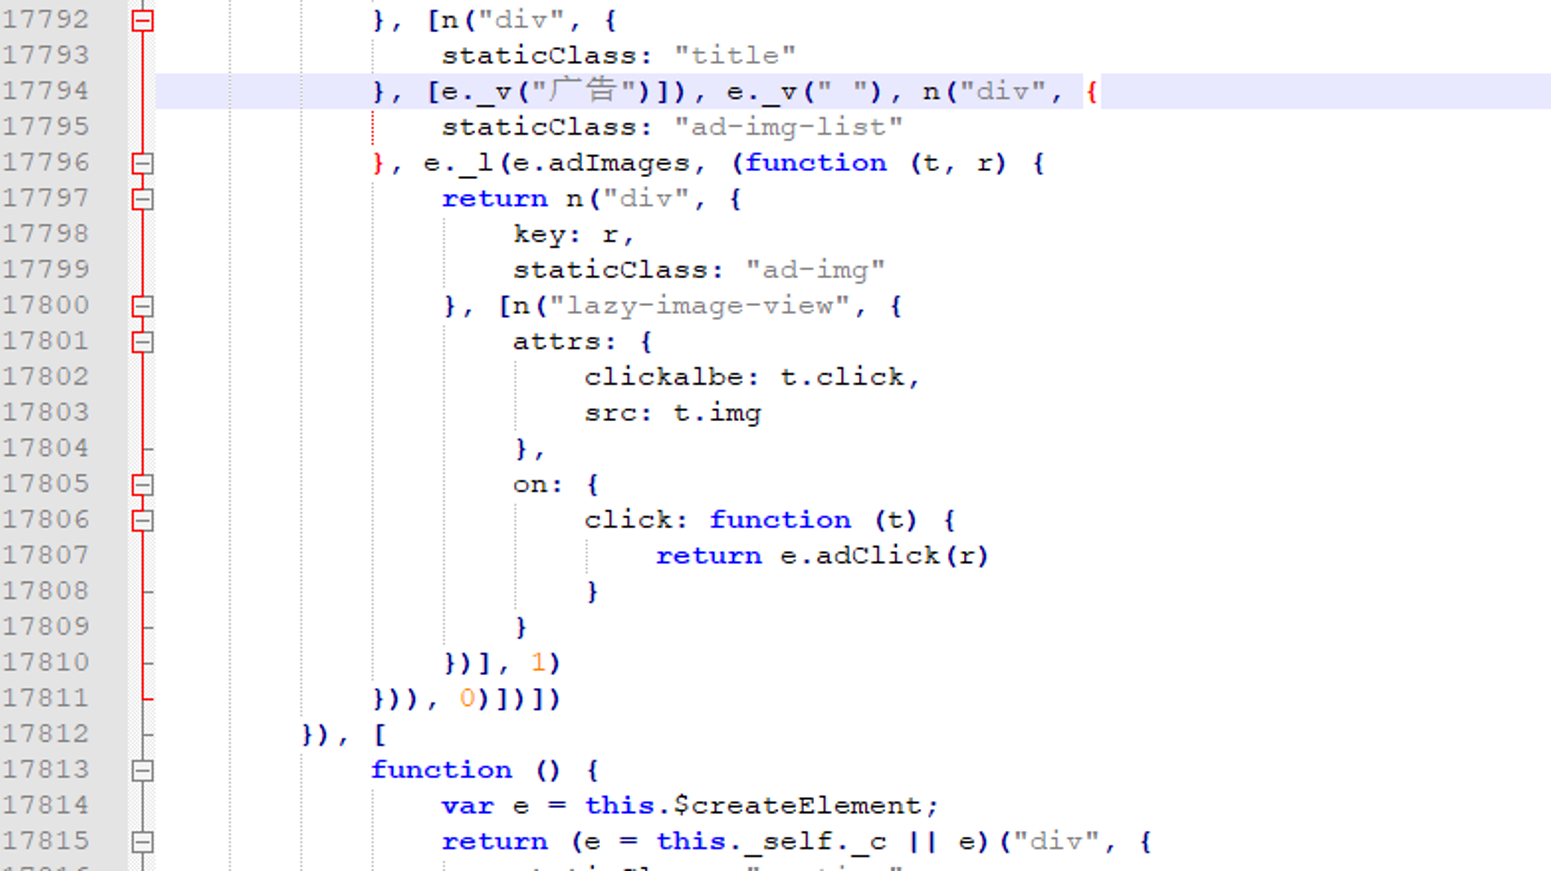 17792 }, [n("div", {
17793 staticClass: "title"
17794 }, [e._v("广告")]), e._v(" "), n("div", {
17795 staticClass: "ad-img-list"
17796 }, e._l(e.adImages, (function (t, r) {
17797 return n("div", {
17798 key: r,
17799 staticClass: "ad-img"
17800 }, [n("lazy-image-view", {
17801 attrs: {
17802 clickalbe: t.click,
17803 src: t.img
17804 },
17805 on: {
17806 click: function (t) {
17807 return e.adClick(r)
17808 }
17809 }
17810 })], 1)
17811 })), 0)])])
17812 }), [
17813 function () {
17814 var e = this.$createElement;
17815 return (e = this._self._c || e)("div", {